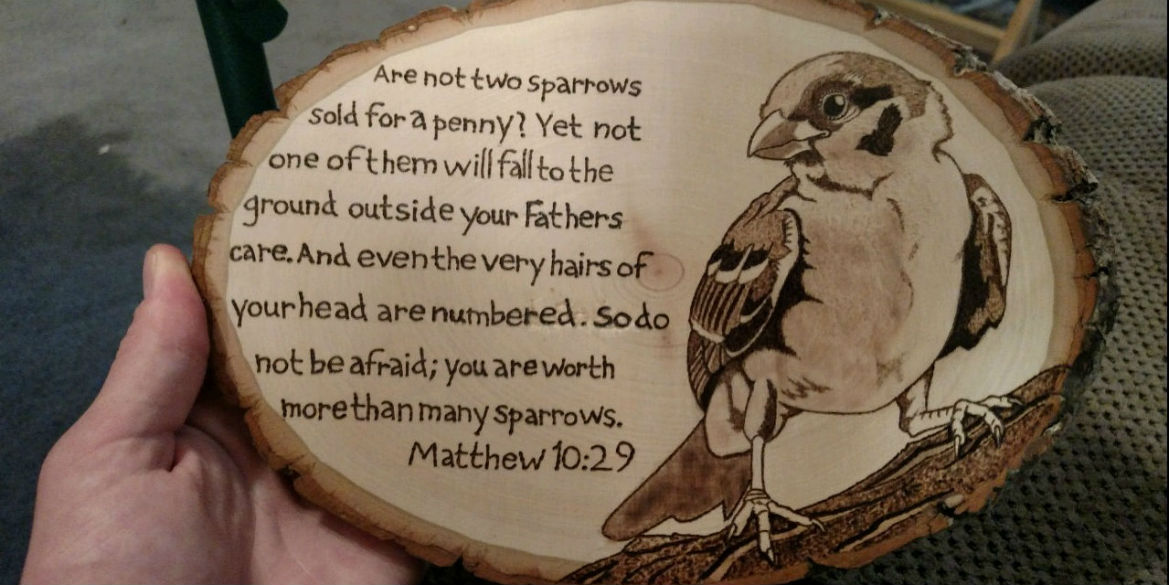 Are not two sparrows
sold for a penny? Yet not
one of them will fall to the
ground outside your Fathers
care. And even the very hairs of
your head are numbered. So do
not be afraid; you are worth
more than many sparrows.
Matthew 10:29